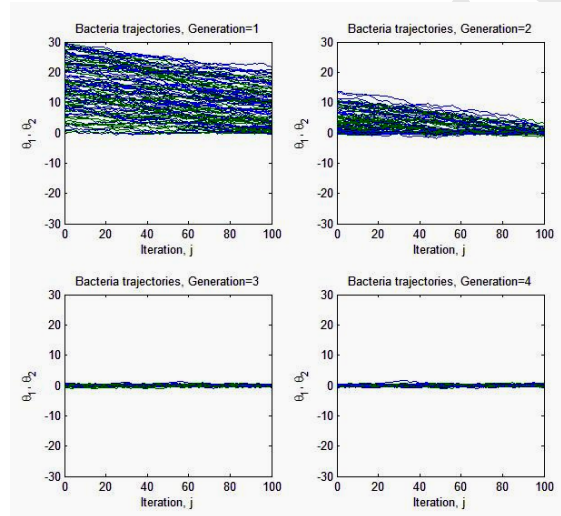 Bacteria trajectories, Generation=1
30
20
10
0
-10
-20
-30
θ₁, θ₂
0 20 40 60 80 100
Iteration, j
Bacteria trajectories, Generation=2
30
20
10
0
-10
-20
-30
θ₁, θ₂
0 20 40 60 80 100
Iteration, j
Bacteria trajectories, Generation=3
30
20
10
0
-10
-20
-30
θ₁, θ₂
0 20 40 60 80 100
Iteration, j
Bacteria trajectories, Generation=4
30
20
10
0
-10
-20
-30
θ₁, θ₂
0 20 40 60 80 100
Iteration, j